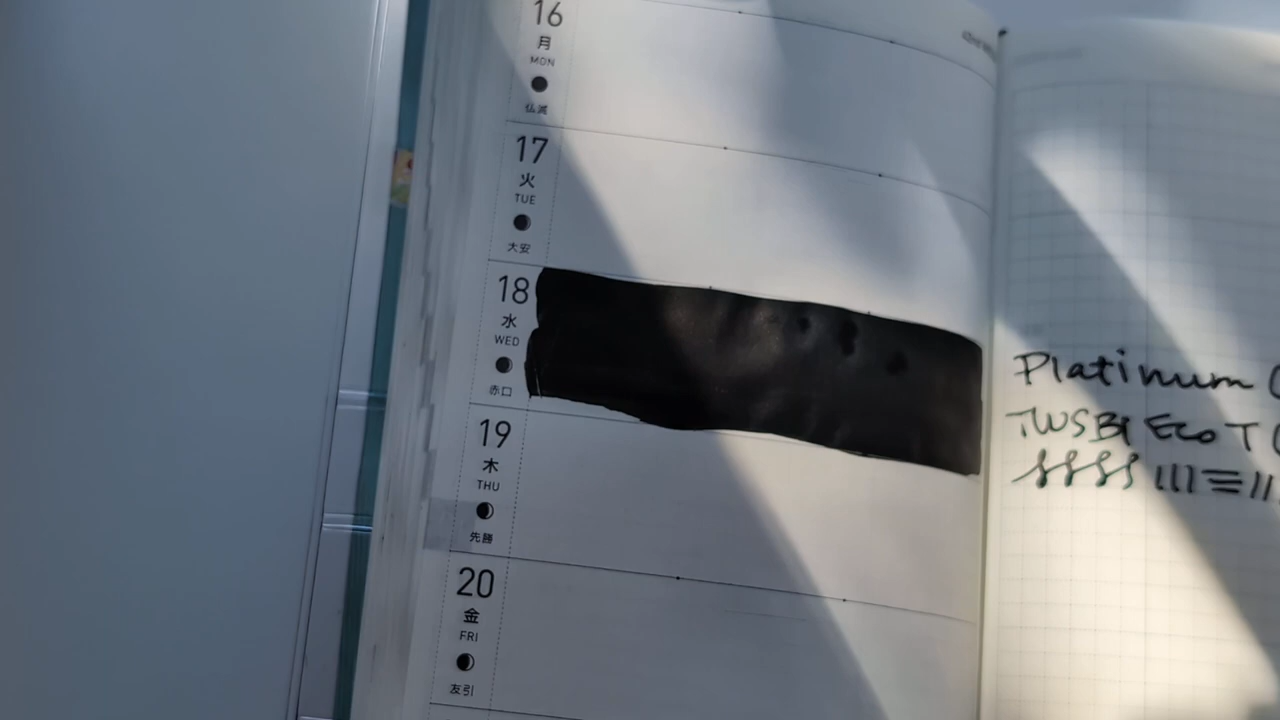 16
月
MON
仏滅
17
火
TUE
大安
18
水
WED
赤口
19
木
THU
先勝
20
金
FRI
友引
Platinum
TWSBI Eco T